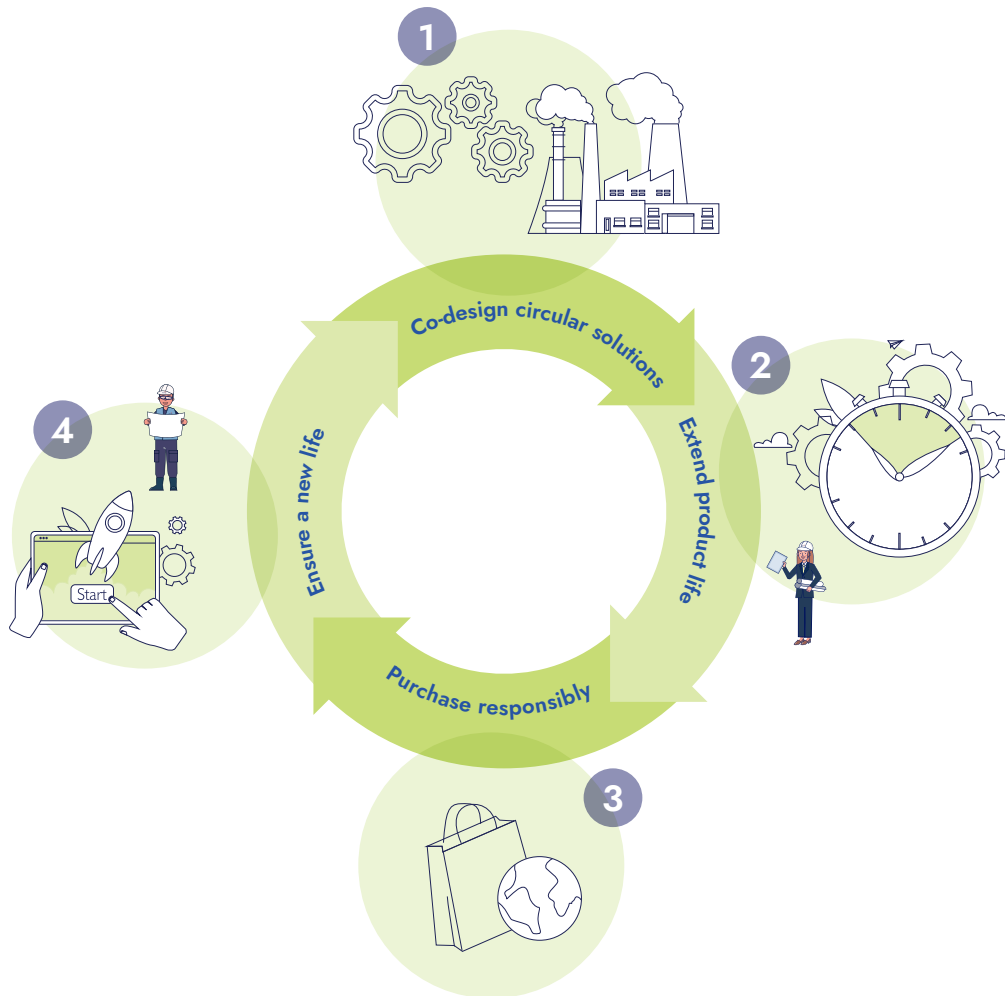 1
Co-design circular solutions
2
Extend product life
3
Purchase responsibly
4
Ensure a new life
Start